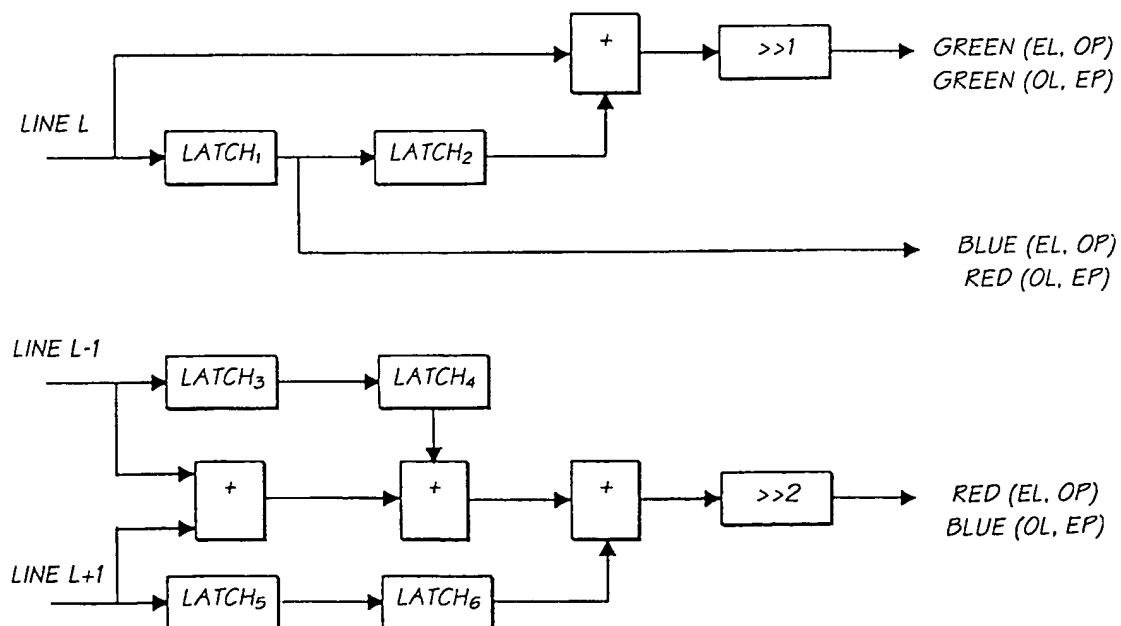 +
>>1
GREEN (EL, OP)
GREEN (OL, EP)
LINE L
LATCH₁
LATCH₂
BLUE (EL, OP)
RED (OL, EP)
LINE L-1
LATCH₃
LATCH₄
+
+
+
>>2
RED (EL, OP)
BLUE (OL, EP)
LINE L+1
LATCH₅
LATCH₆